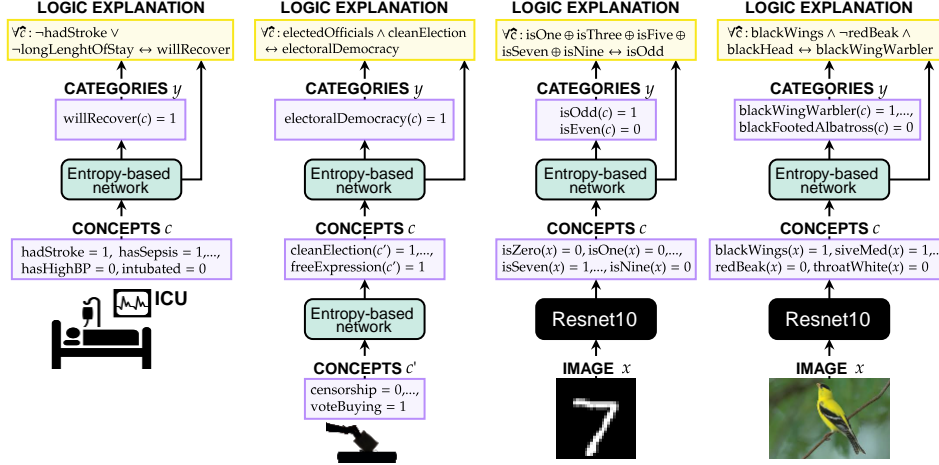 LOGIC EXPLANATION
∀ĉ : ¬hadStroke ∨
¬longLenghtOfStay ↔ willRecover
CATEGORIES y
willRecover(c) = 1
Entropy-based
network
CONCEPTS c
hadStroke = 1, hasSepsis = 1,...,
hasHighBP = 0, intubated = 0
ICU
LOGIC EXPLANATION
∀ĉ : electedOfficials ∧ cleanElection
↔ electoralDemocracy
CATEGORIES y
electoralDemocracy(c) = 1
Entropy-based
network
CONCEPTS c
cleanElection(c') = 1,...,
freeExpression(c') = 1
Entropy-based
network
CONCEPTS c'
censorship = 0,...,
voteBuying = 1
LOGIC EXPLANATION
∀ĉ : isOne ⊕ isThree ⊕ isFive ⊕
isSeven ⊕ isNine ↔ isOdd
CATEGORIES y
isOdd(c) = 1
isEven(c) = 0
Entropy-based
network
CONCEPTS c
isZero(x) = 0, isOne(x) = 0,...,
isSeven(x) = 1,..., isNine(x) = 0
Resnet10
IMAGE x
7
LOGIC EXPLANATION
∀ĉ : blackWings ∧ ¬redBeak ∧
blackHead ↔ blackWingWarbler
CATEGORIES y
blackWingWarbler(c) = 1,...,
blackFootedAlbatross(c) = 0
Entropy-based
network
CONCEPTS c
blackWings(x) = 1, siveMed(x) = 1,..
redBeak(x) = 0, throatWhite(x) = 0
Resnet10
IMAGE x